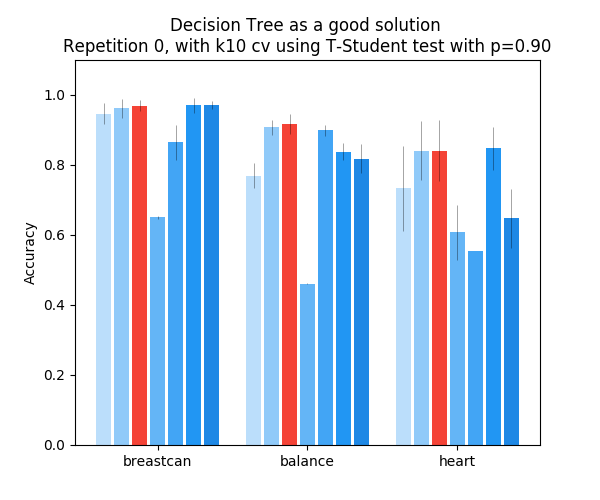 Decision Tree as a good solution
Repetition 0, with k10 cv using T-Student test with p=0.90
1.0
0.8
0.6
0.4
0.2
0.0
Accuracy
breastcan
balance
heart